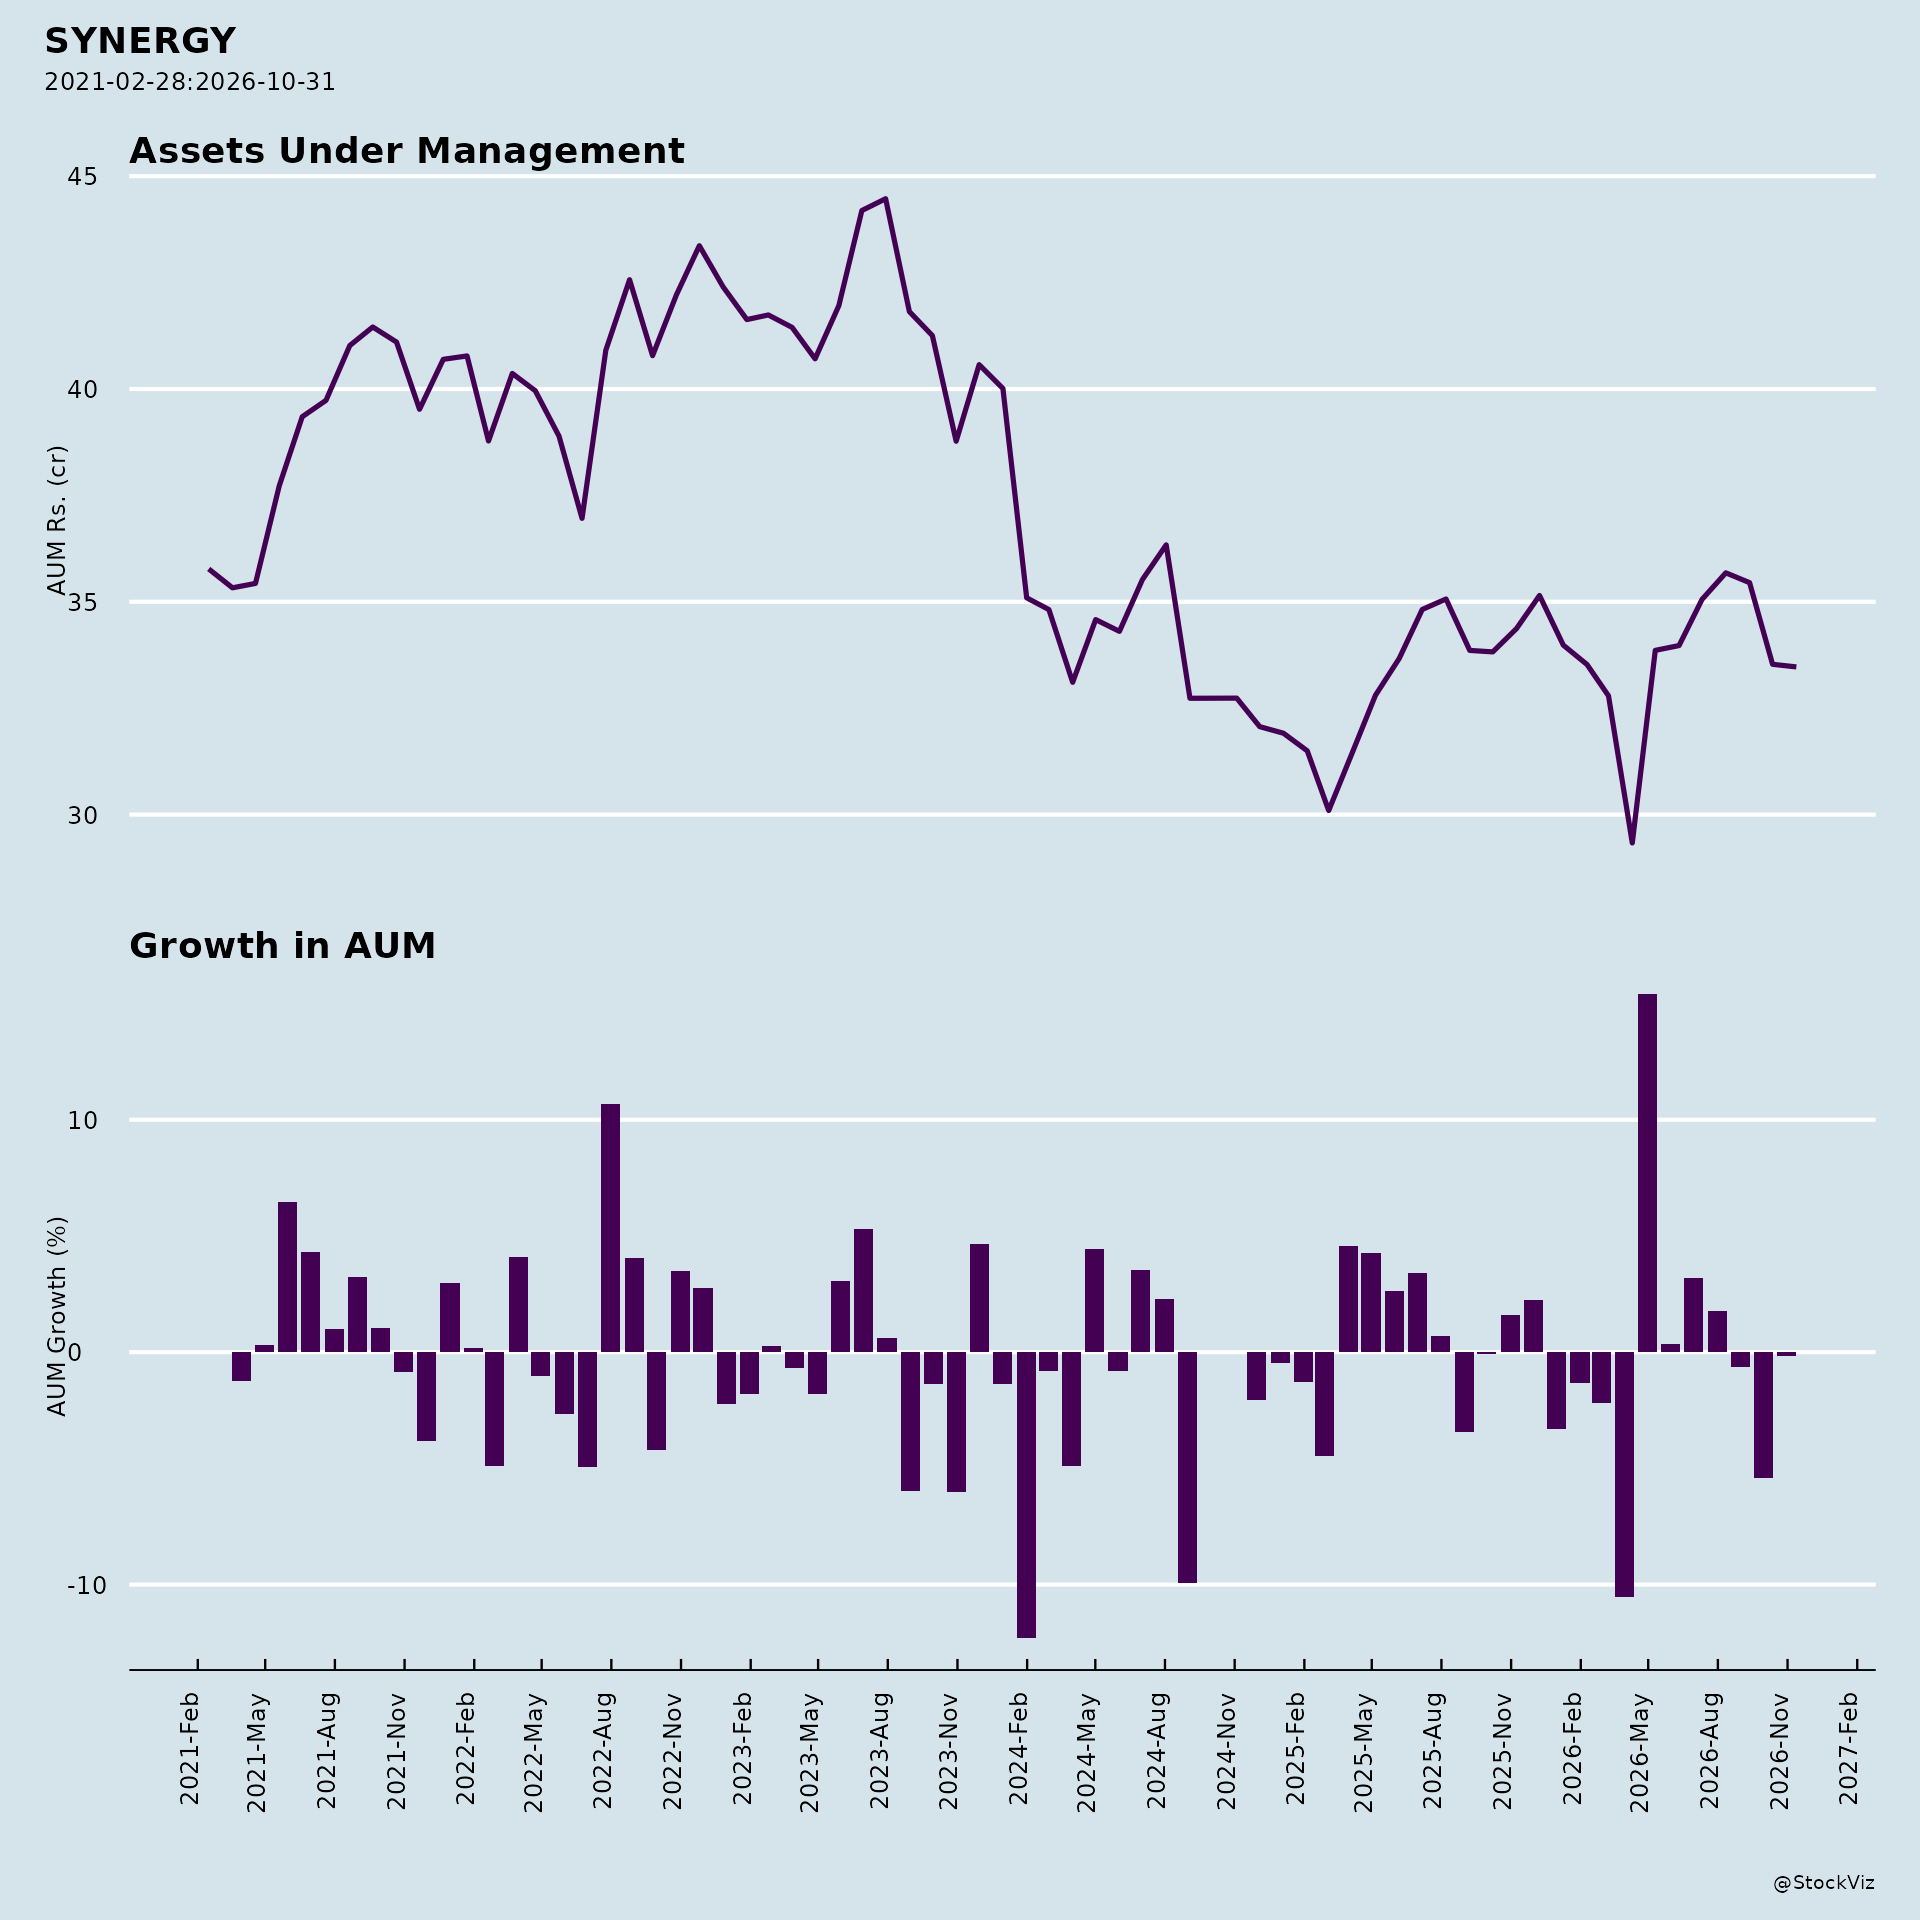 SYNERGY
2021-02-28:2026-10-31
Assets Under Management
45
40
35
30
AUM Rs. (cr)
Growth in AUM
10
0
-10
AUM Growth (%)
2021-Feb
2021-May
2021-Aug
2021-Nov
2022-Feb
2022-May
2022-Aug
2022-Nov
2023-Feb
2023-May
2023-Aug
2023-Nov
2024-Feb
2024-May
2024-Aug
2024-Nov
2025-Feb
2025-May
2025-Aug
2025-Nov
2026-Feb
2026-May
2026-Aug
2026-Nov
2027-Feb
@StockViz